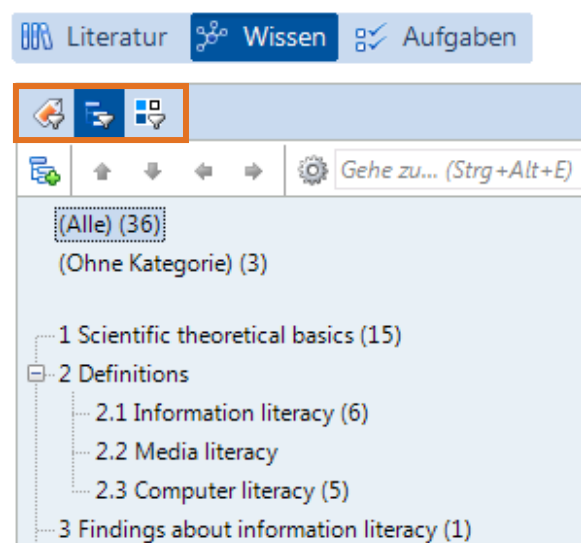 Literatur Wissen Aufgaben
Gehe zu... (Strg+Alt+E)
(Alle) (36)
(Ohne Kategorie) (3)
1 Scientific theoretical basics (15)
2 Definitions
2.1 Information literacy (6)
2.2 Media literacy
2.3 Computer literacy (5)
3 Findings about information literacy (1)